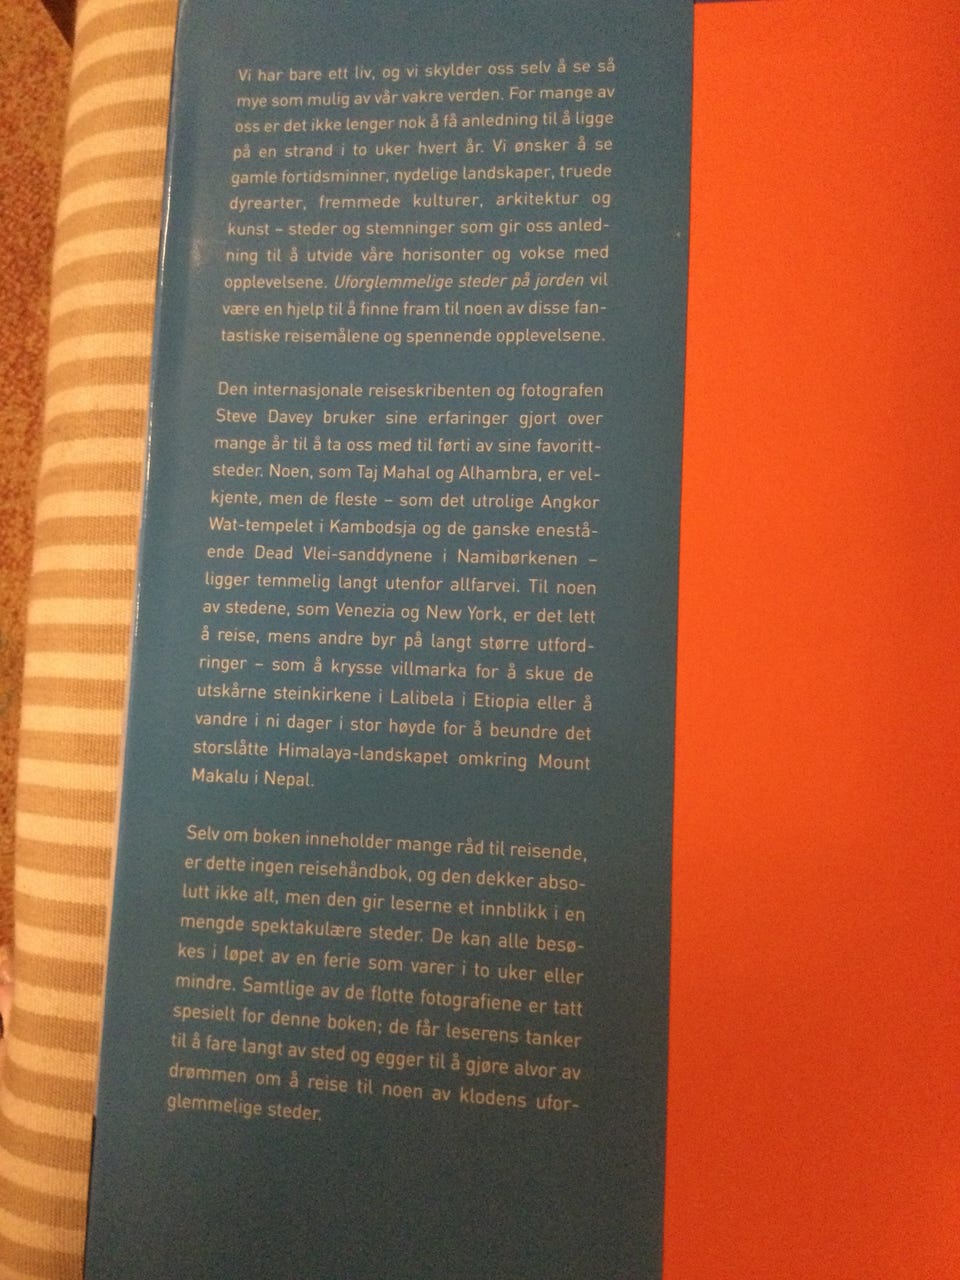 Vi har bare ett liv, og vi skylder oss selv å se så
mye som mulig av vår vakre verden. For mange av
oss er det ikke lenger nok å få anledning til å ligge
på en strand i to uker hvert år. Vi ønsker å se
gamle fortidsminner, nydelige landskaper, truede
dyrearter, fremmede kulturer, arkitektur og
kunst – steder og stemninger som gir oss anled-
ning til å utvide våre horisonter og vokse med
opplevelsene. Uforglemmelige steder på jorden vil
være en hjelp til å finne fram til noen av disse fan-
tastiske reisemålene og spennende opplevelsene.
Den internasjonale reiseskribenten og fotografen
Steve Davey bruker sine erfaringer gjort over
mange år til å ta oss med til førti av sine favoritt-
steder. Noen, som Taj Mahal og Alhambra, er vel-
kjente, men de fleste – som det utrolige Angkor
Wat-tempelet i Kambodsja og de ganske enestå-
ende Dead Vlei-sanddynene i Namibørkenen –
ligger temmelig langt utenfor allfarvei. Til noen
av stedene, som Venezia og New York, er det lett
å reise, mens andre byr på langt større utford-
ringer – som å krysse villmarka for å skue de
utskårne steinkirkene i Lalibela i Etiopia eller å
vandre i ni dager i stor høyde for å beundre det
storslåtte Himalaya-landskapet omkring Mount
Makalu i Nepal.
Selv om boken inneholder mange råd til reisende,
er dette ingen reisehåndbok, og den dekker abso-
lutt ikke alt, men den gir leserne et innblikk i en
mengde spektakulære steder. De kan alle besø-
kes i løpet av en ferie som varer i to uker eller
mindre. Samtlige av de flotte fotografiene er tatt
spesielt for denne boken; de får leserens tanker
til å fare langt av sted og egger til å gjøre alvor av
drømmen om å reise til noen av klodens ufor-
glemmelige steder.